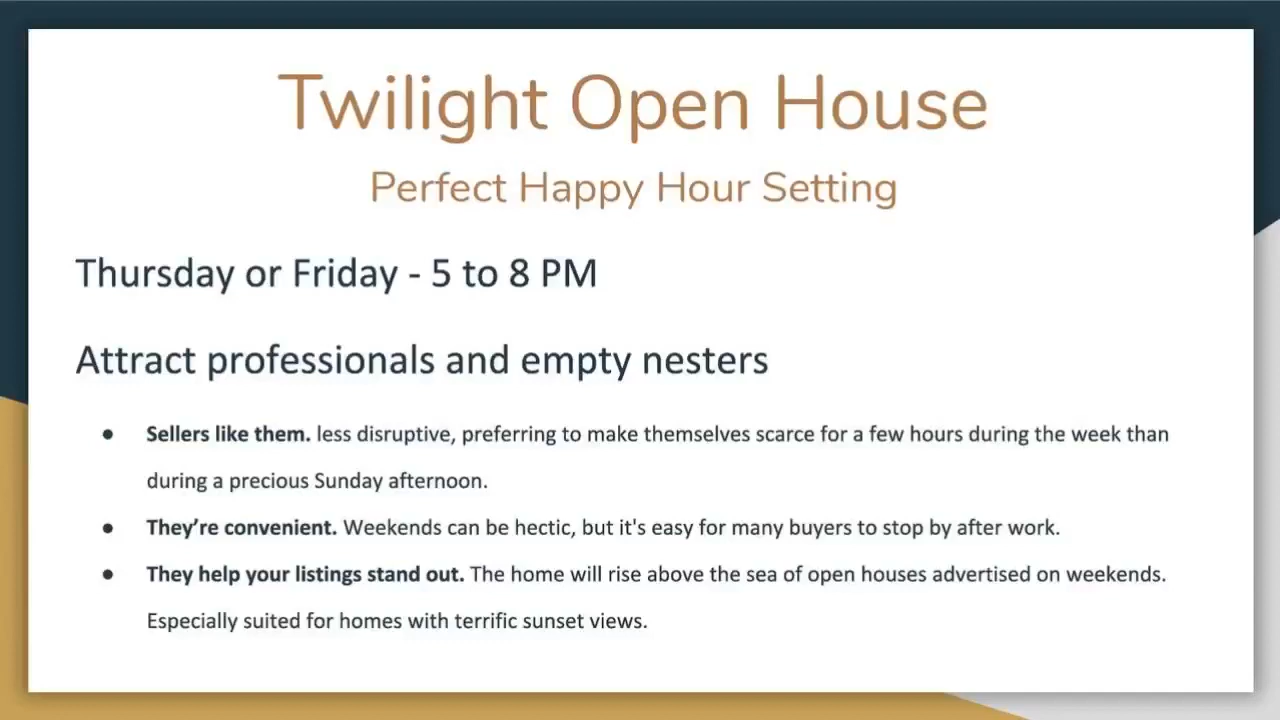 Twilight Open House
Perfect Happy Hour Setting
Thursday or Friday - 5 to 8 PM
Attract professionals and empty nesters
● Sellers like them. less disruptive, preferring to make themselves scarce for a few hours during the week than
during a precious Sunday afternoon.
● They’re convenient. Weekends can be hectic, but it's easy for many buyers to stop by after work.
● They help your listings stand out. The home will rise above the sea of open houses advertised on weekends.
Especially suited for homes with terrific sunset views.